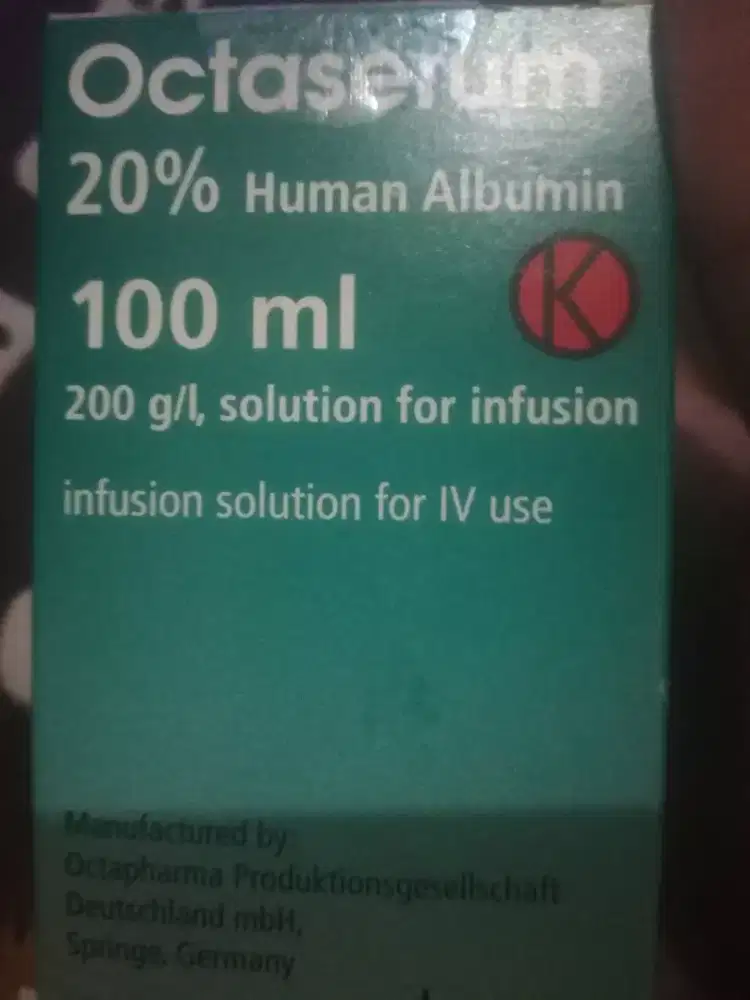 Octaserum
20% Human Albumin
100 ml
K
200 g/l, solution for infusion
infusion solution for IV use
Manufactured by
Octapharma Produktionsgesellschaft
Deutschland mbH,
Springe, Germany